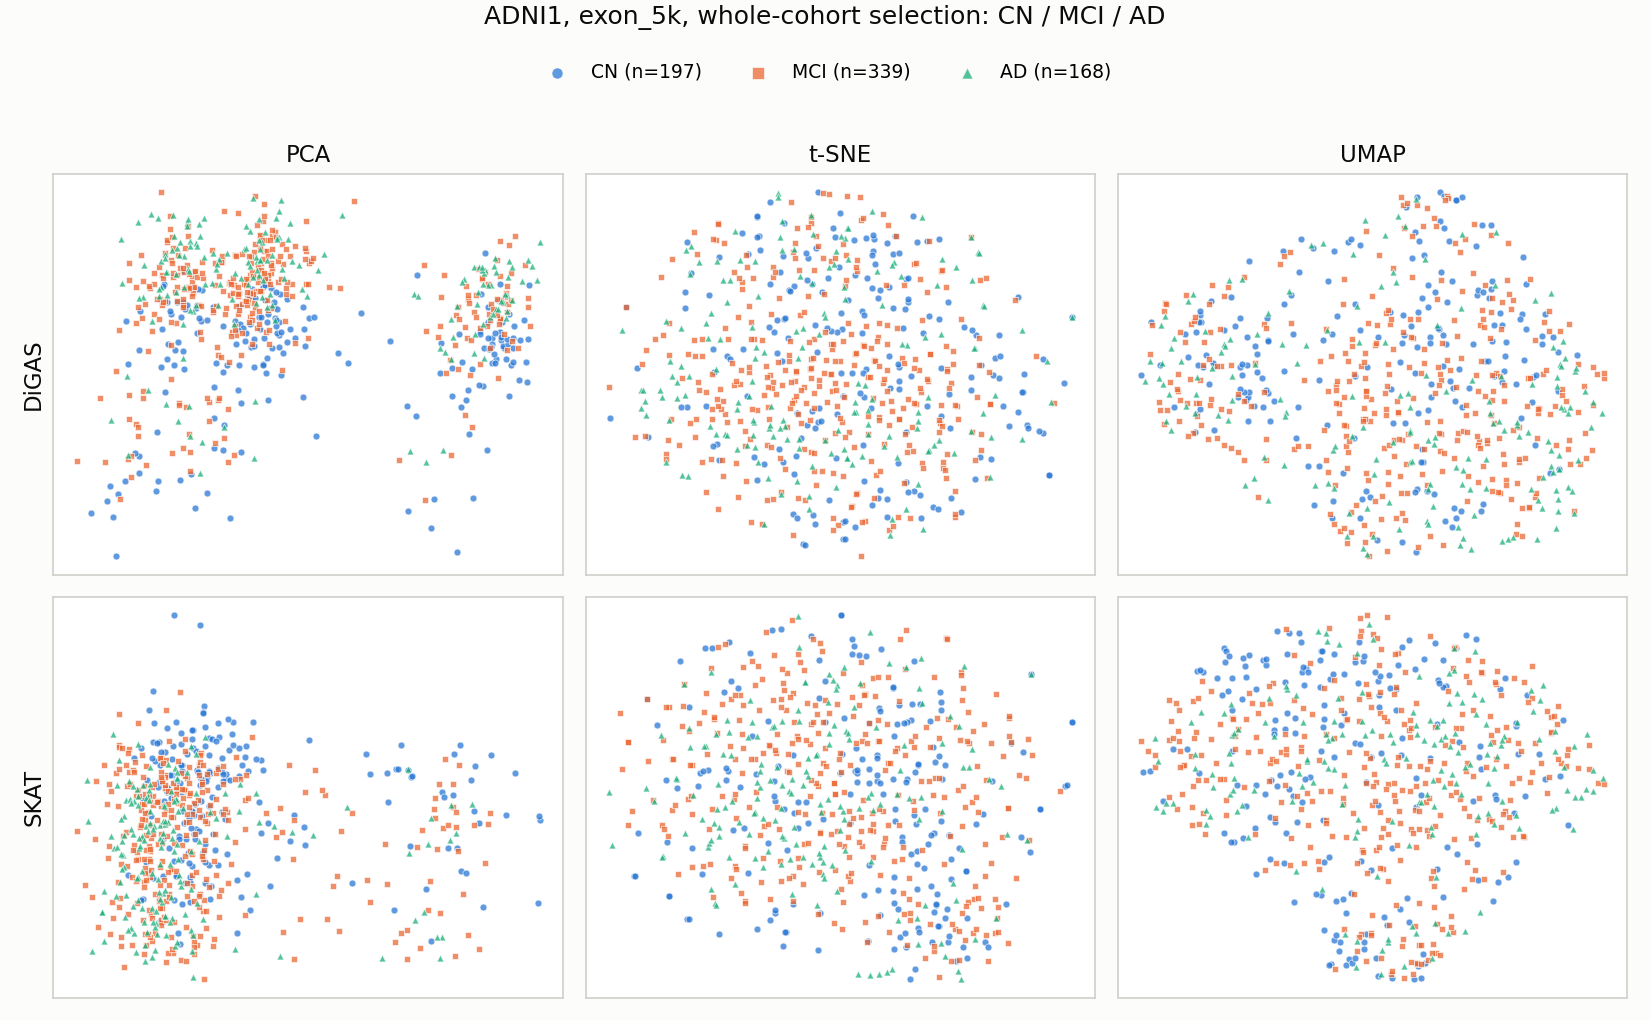 ADNI1, exon_5k, whole-cohort selection: CN / MCI / AD
CN (n=197) MCI (n=339) AD (n=168)
PCA t-SNE UMAP
DiGAS
SKAT